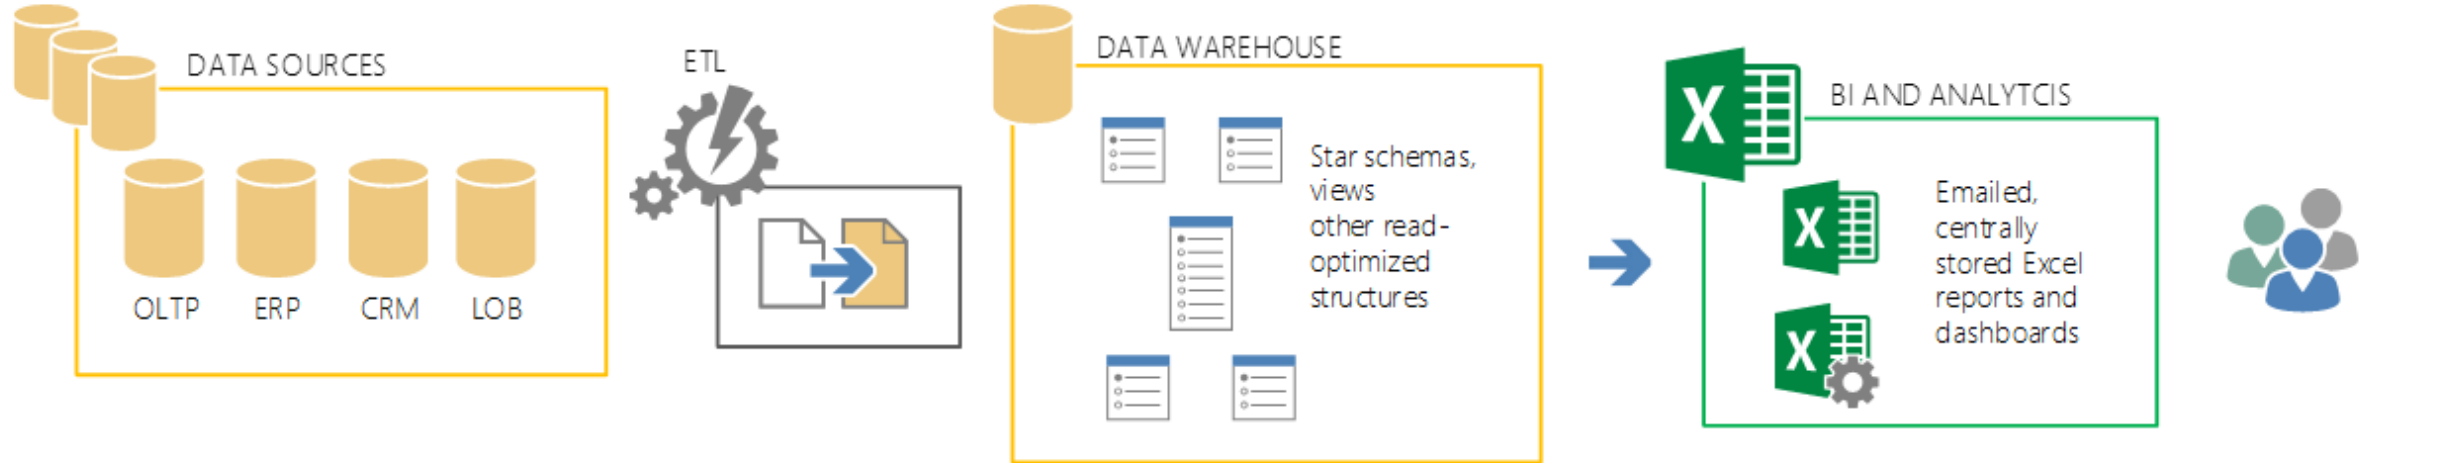 DATA SOURCES
OLTP
ERP
CRM
LOB
ETL
DATA WAREHOUSE
Star schemas,
views
other read-
optimized
structures
X
BI AND ANALYTCIS
X
X
Emailed,
centrally
stored Excel
reports and
dashboards